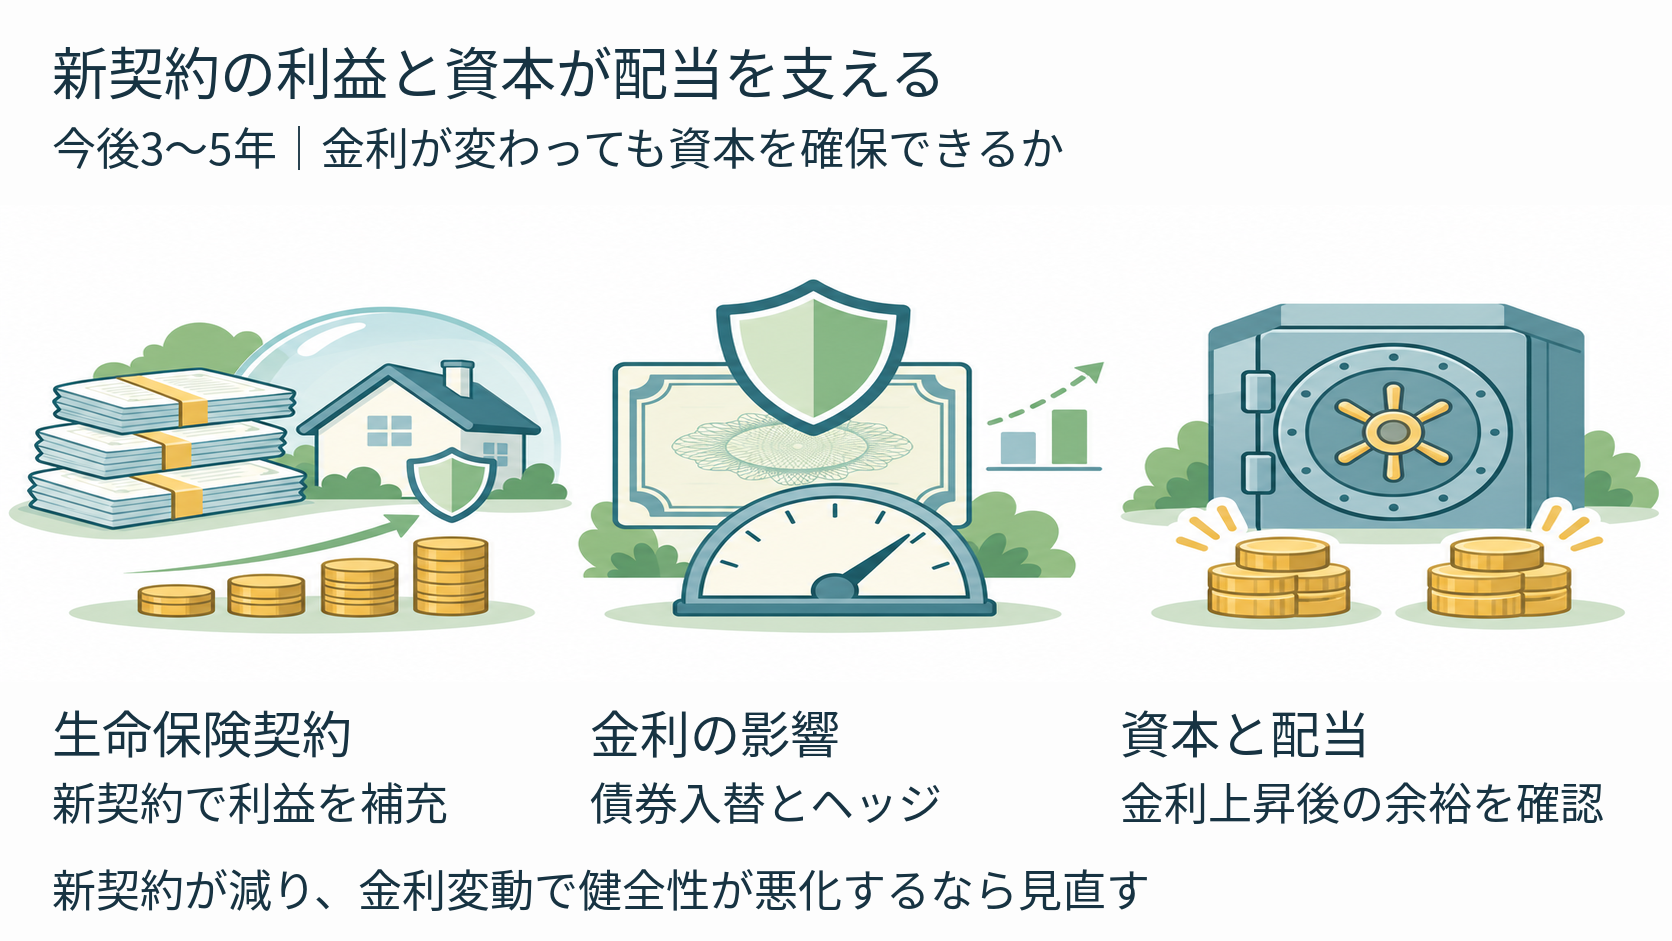 新契約の利益と資本が配当を支える
今後3〜5年｜金利が変わっても資本を確保できるか
生命保険契約
新契約で利益を補充
金利の影響
債券入替とヘッジ
資本と配当
金利上昇後の余裕を確認
新契約が減り、金利変動で健全性が悪化するなら見直す